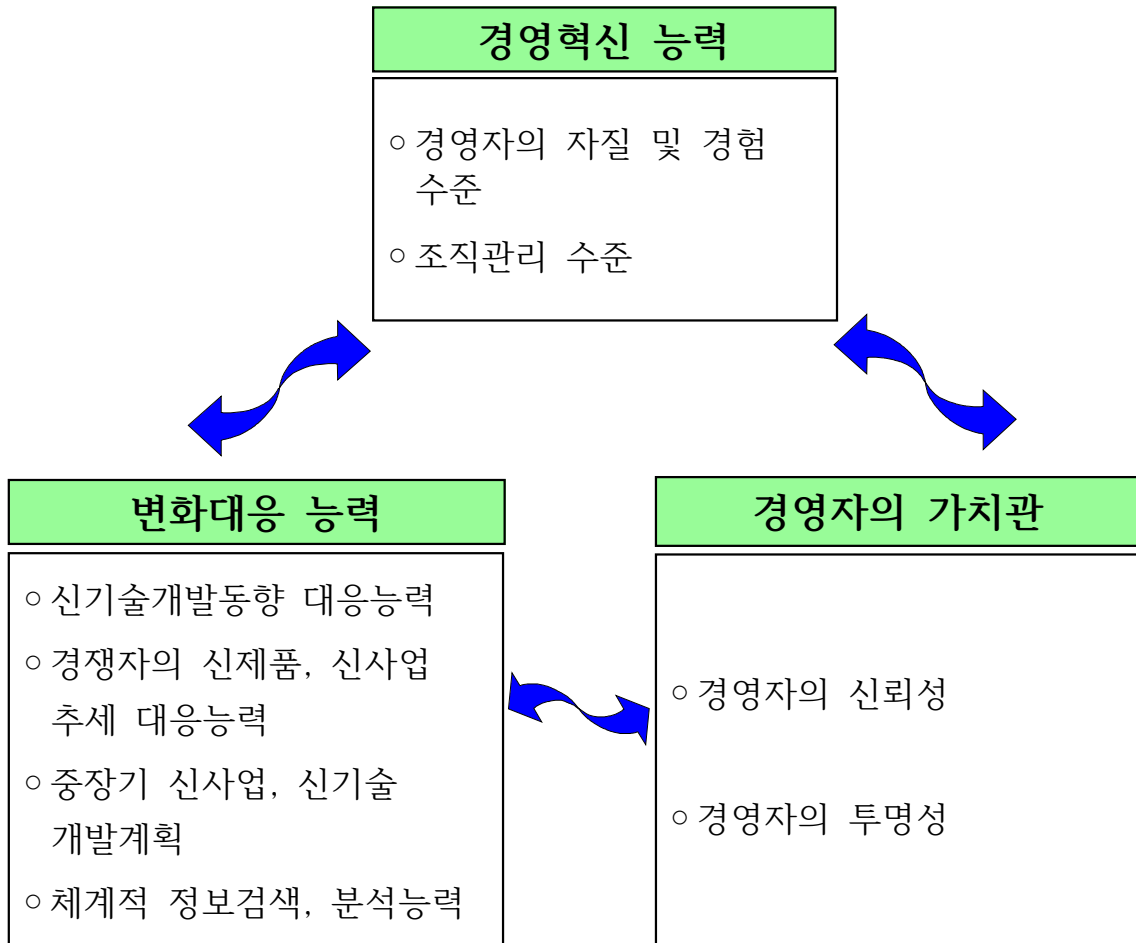 경영혁신 능력
○ 경영자의 자질 및 경험
수준
○ 조직관리 수준
변화대응 능력
○ 신기술개발동향 대응능력
○ 경쟁자의 신제품, 신사업
추세 대응능력
○ 중장기 신사업, 신기술
개발계획
○ 체계적 정보검색, 분석능력
경영자의 가치관
○ 경영자의 신뢰성
○ 경영자의 투명성